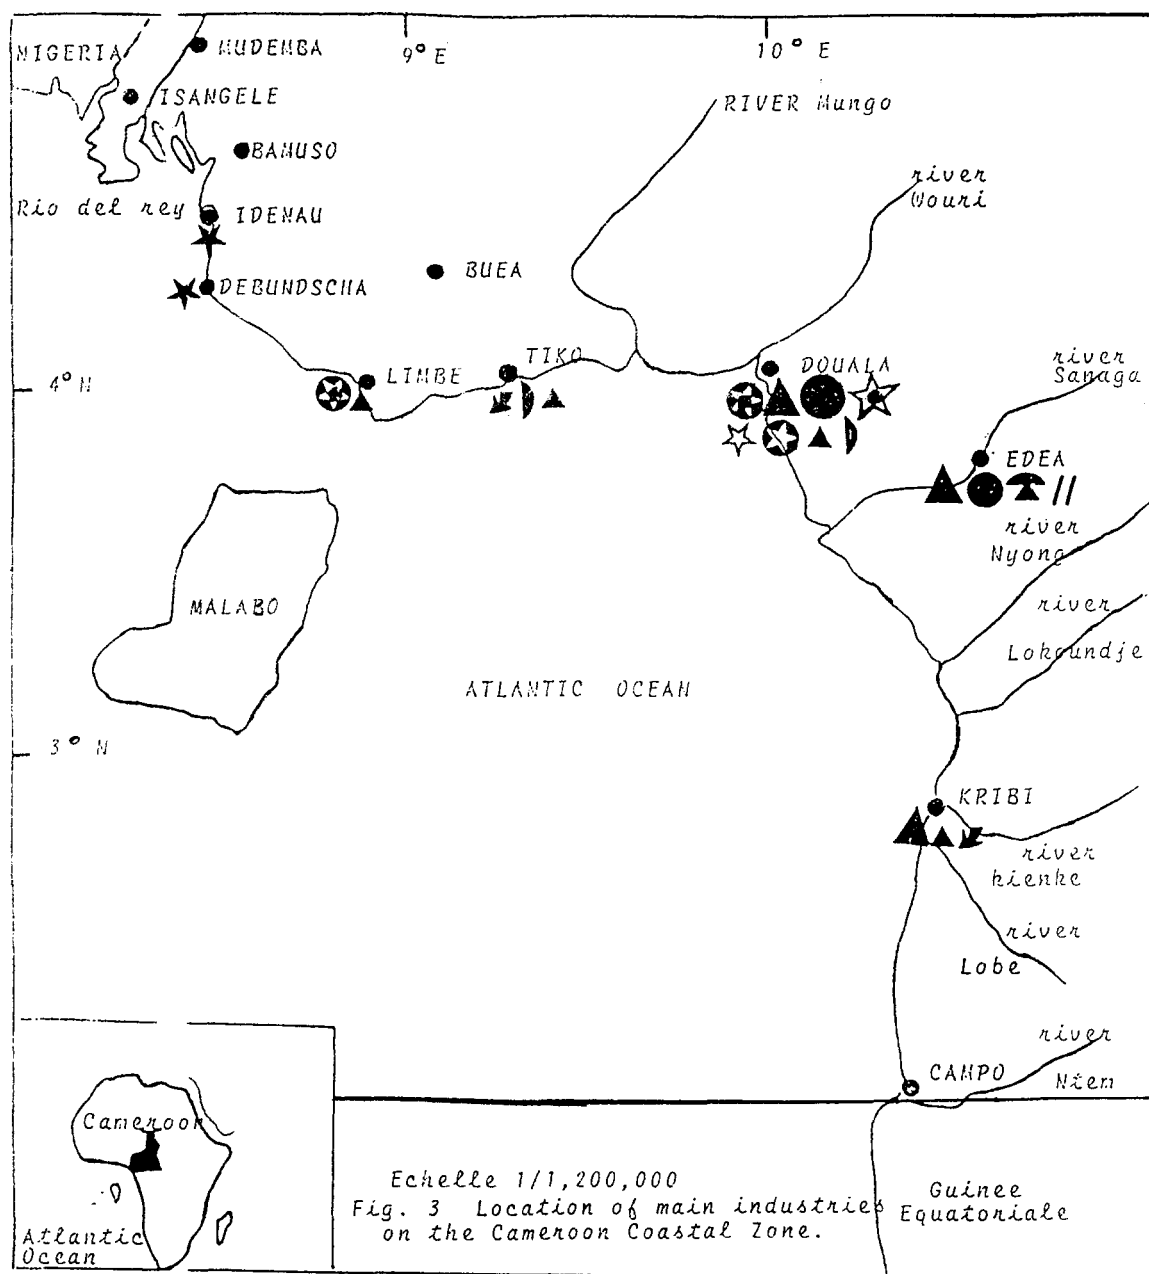 9° E
10° E
NIGERIA
MUDEMBA
ISANGELE
RIVER Mungo
BAMUSO
river
Wouri
Rio del rey
IDENAU
BUEA
DEBUNDSCHA
TIKO
LIMBE
DOUALA
river
Sanaga
4° N
EDEA
river
Nyong
river
Lokoundje
MALABO
ATLANTIC OCEAN
3° N
KRIBI
river
kienke
river
Lobe
river
Ntem
CAMPO
Cameroon
Atlantic
Ocean
Echelle 1/1,200,000
Fig. 3 Location of main industries
on the Cameroon Coastal Zone.
Guinee
Equatoriale